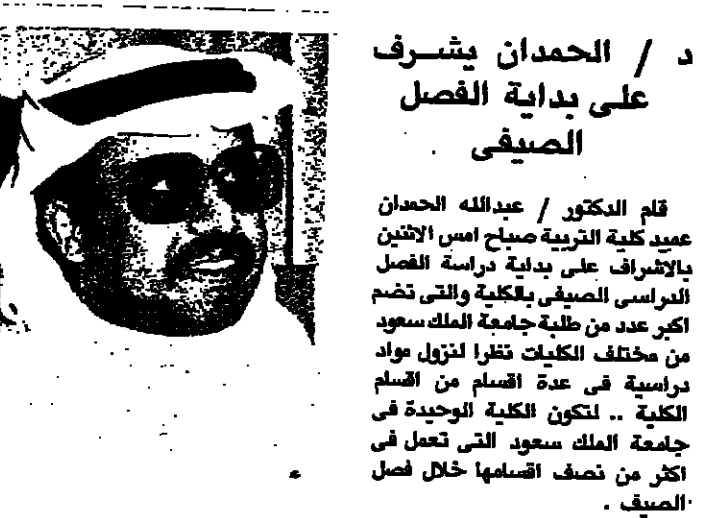 د / الحمدان يشرف
على بداية الفصل
الصيفى
قام الدكتور / عبدالله الحمدان
عميد كلية التربية صباح امس الاثنين
بالاشراف على بداية دراسة الفصل
الدراسى الصيفى بالكلية والتى تضم
اكبر عدد من طلبة جامعة الملك سعود
من مختلف الكليات نظرا لنزول مواد
دراسية فى عدة اقسام من اقسام
الكلية .. لتكون الكلية الوحيدة فى
جامعة الملك سعود التى تعمل فى
اكثر من نصف اقسامها خلال فصل
الصيف .